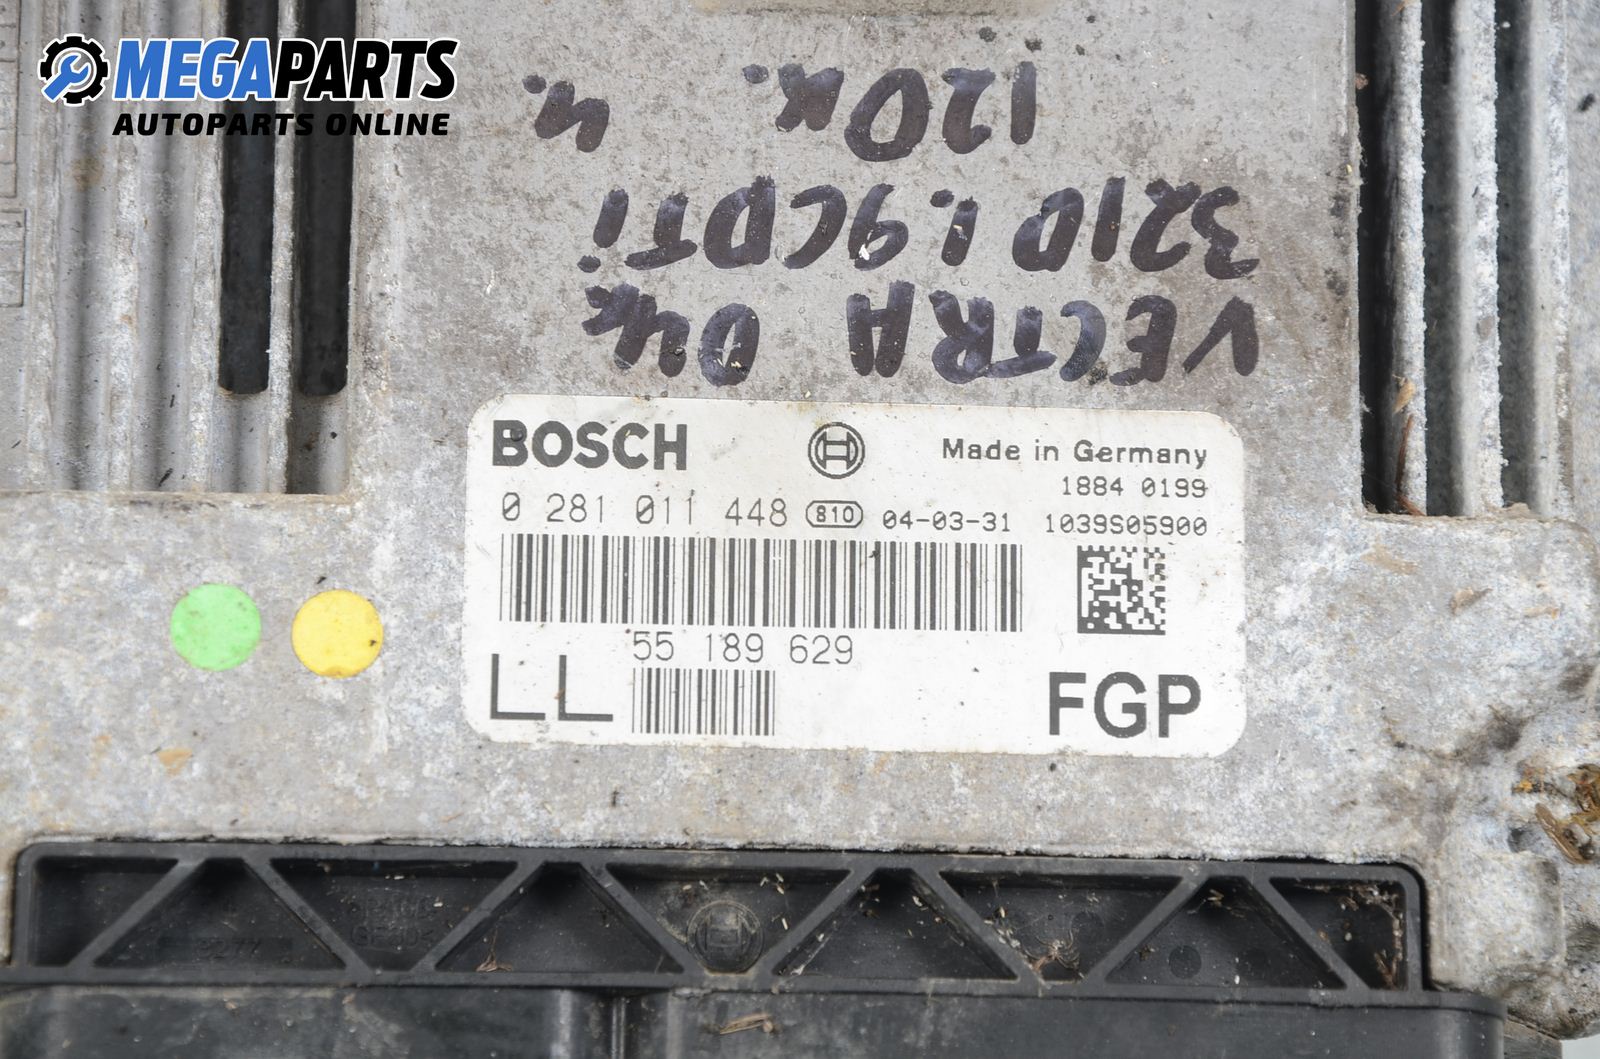 MEGAPARTS
AUTOPARTS ONLINE
VECTRA 04г.
3210 1.9CDTi
120к. и.
BOSCH
Made in Germany
1884 0199
0 281 011 448 810 04-03-31 1039S05900
55 189 629
LL
FGP